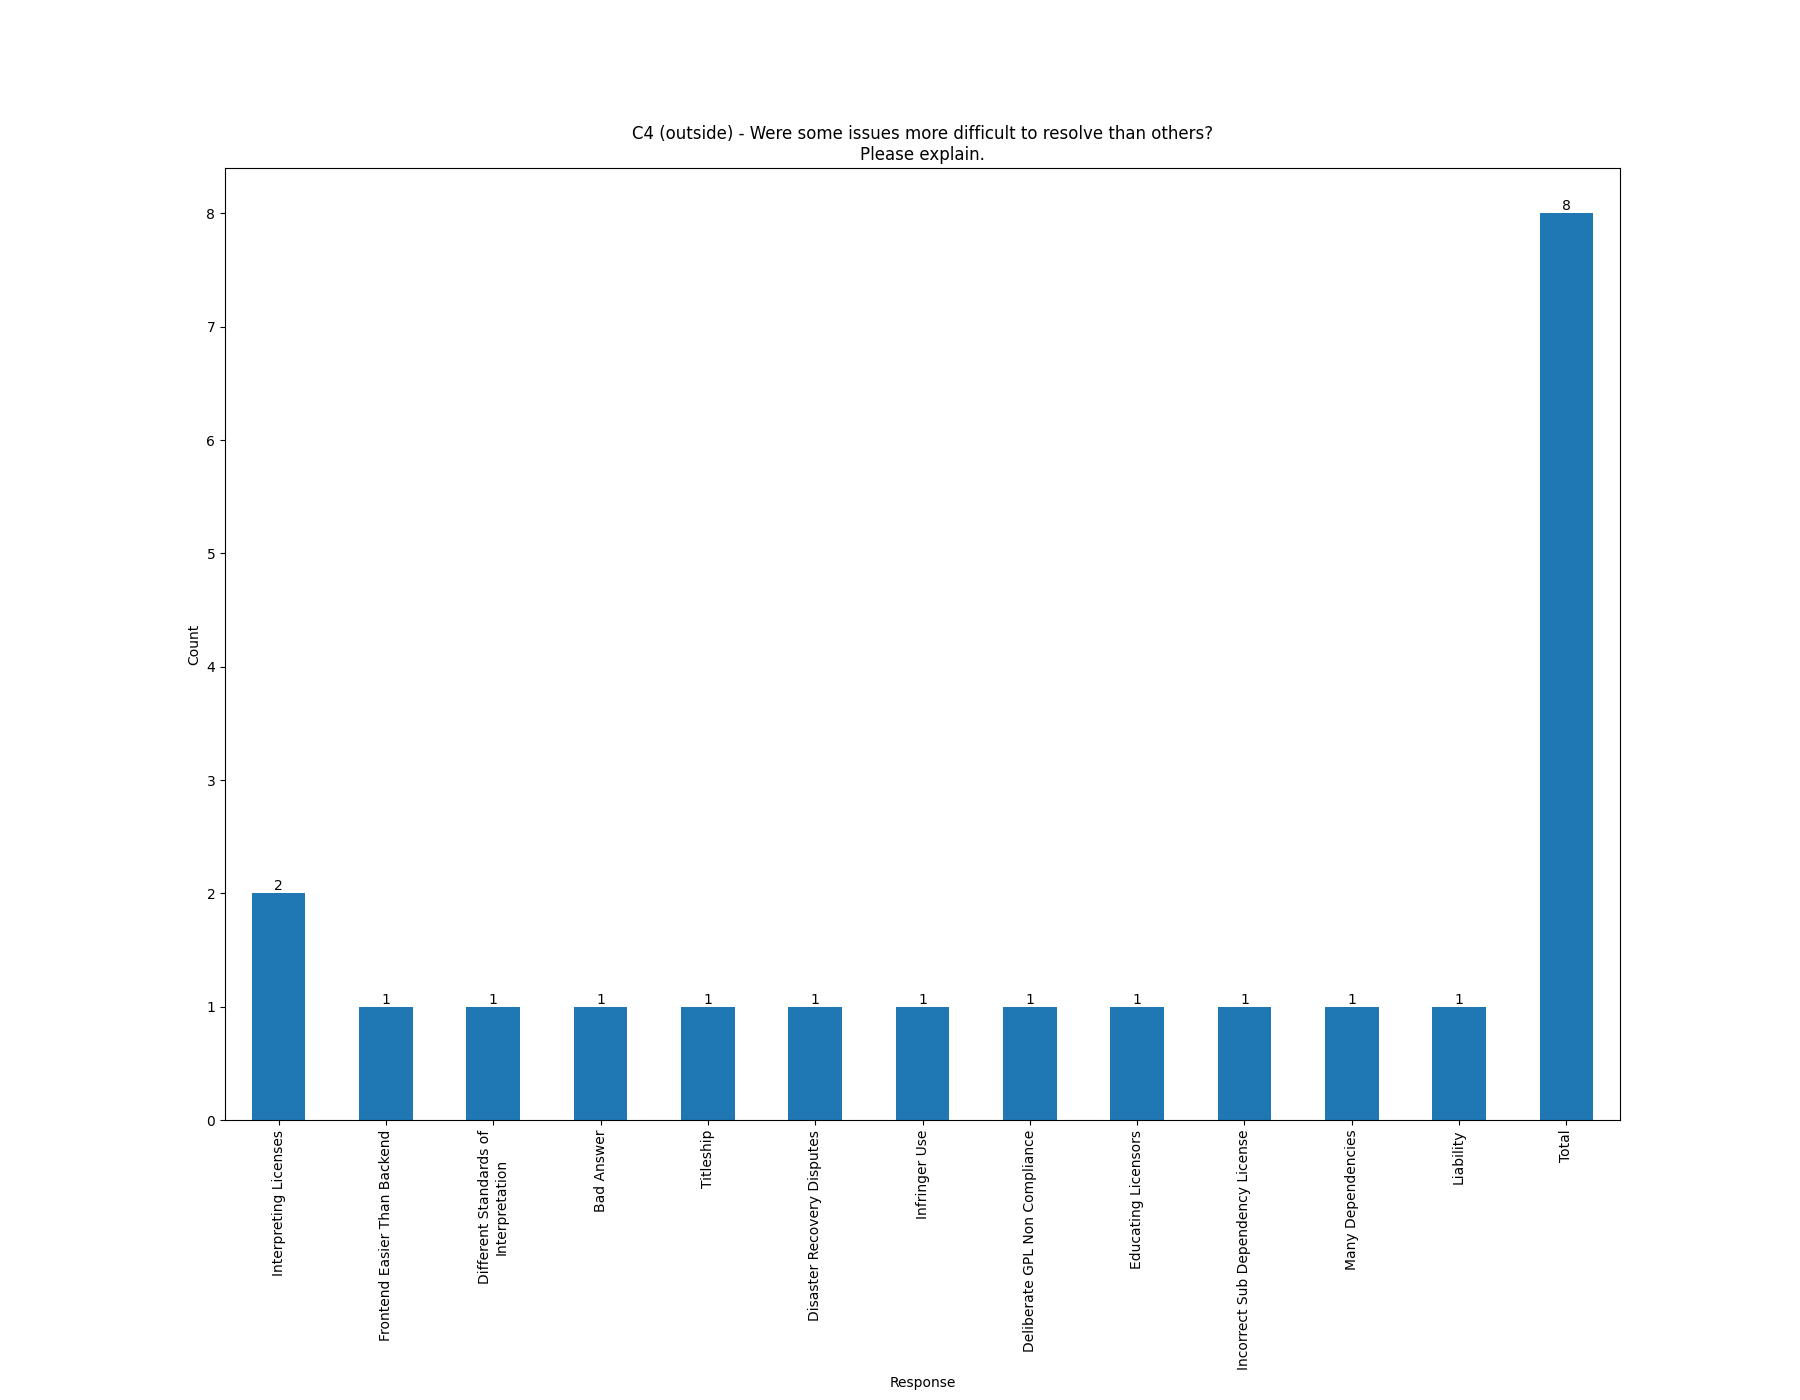 C4 (outside) - Were some issues more difficult to resolve than others?
Please explain.
Count
8
7
6
5
4
3
2
1
0
2
1
1
1
1
1
1
1
1
1
1
1
8
Interpreting Licenses
Frontend Easier Than Backend
Different Standards of
Interpretation
Bad Answer
Titleship
Disaster Recovery Disputes
Infringer Use
Deliberate GPL Non Compliance
Educating Licensors
Incorrect Sub Dependency License
Many Dependencies
Liability
Total
Response